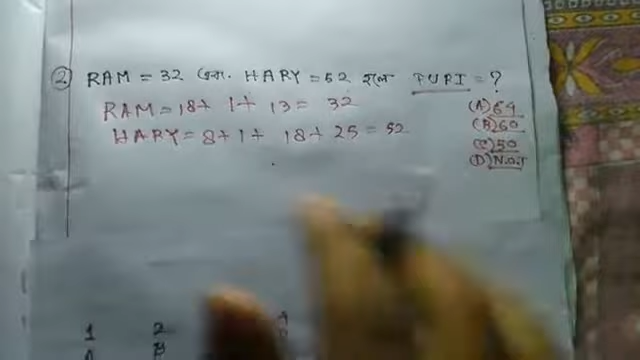 ② RAM = 32 এবং HARY = 52 হলে PURI = ?
RAM = 18+ 1+ 13 = 32
HARY = 8+1+ 18+25 = 52
(A) 64
(B) 60
(C) 50
(D) N.O.T
1 2
A B